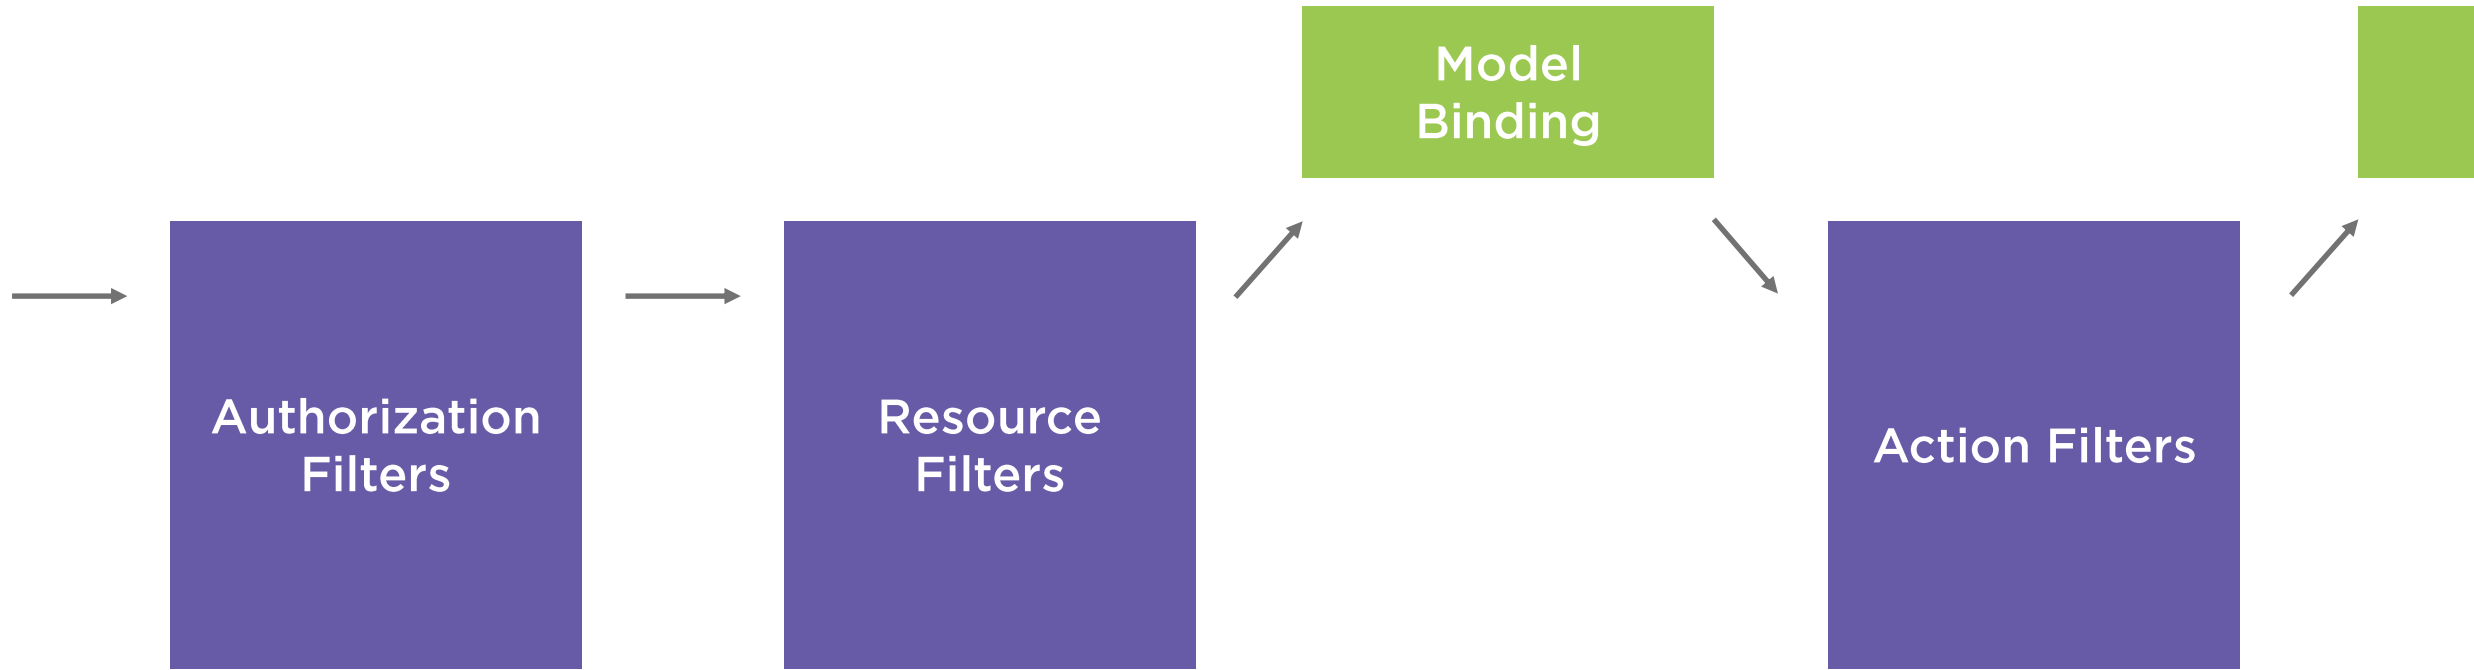 Model
Binding
Authorization
Filters
Resource
Filters
Action Filters